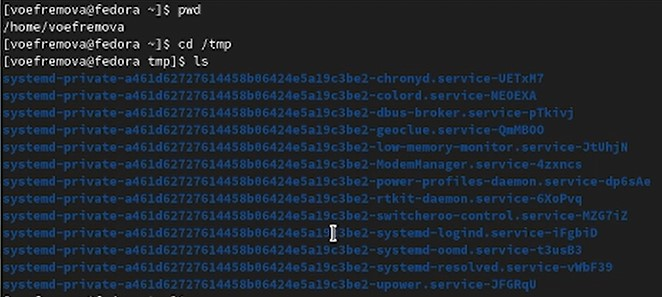 [voefremova@fedora ~]$ pwd
/home/voefremova
[voefremova@fedora ~]$ cd /tmp
[voefremova@fedora tmp]$ ls
systemd-private-a461d62727614458b06424e5a19c3be2-chronyd.service-UETxM7
systemd-private-a461d62727614458b06424e5a19c3be2-colord.service-NEOEXA
systemd-private-a461d62727614458b06424e5a19c3be2-dbus-broker.service-pTkivj
systemd-private-a461d62727614458b06424e5a19c3be2-geoclue.service-QmMBOO
systemd-private-a461d62727614458b06424e5a19c3be2-low-memory-monitor.service-JtUhjN
systemd-private-a461d62727614458b06424e5a19c3be2-ModemManager.service-4zxncs
systemd-private-a461d62727614458b06424e5a19c3be2-power-profiles-daemon.service-dp6sAe
systemd-private-a461d62727614458b06424e5a19c3be2-rtkit-daemon.service-6XoPvq
systemd-private-a461d62727614458b06424e5a19c3be2-switcheroo-control.service-MZG7iZ
systemd-private-a461d62727614458b06424e5a19c3be2-systemd-logind.service-iFgbiD
systemd-private-a461d62727614458b06424e5a19c3be2-systemd-oomd.service-t3usB3
systemd-private-a461d62727614458b06424e5a19c3be2-systemd-resolved.service-vWbF39
systemd-private-a461d62727614458b06424e5a19c3be2-upower.service-JFGRqU